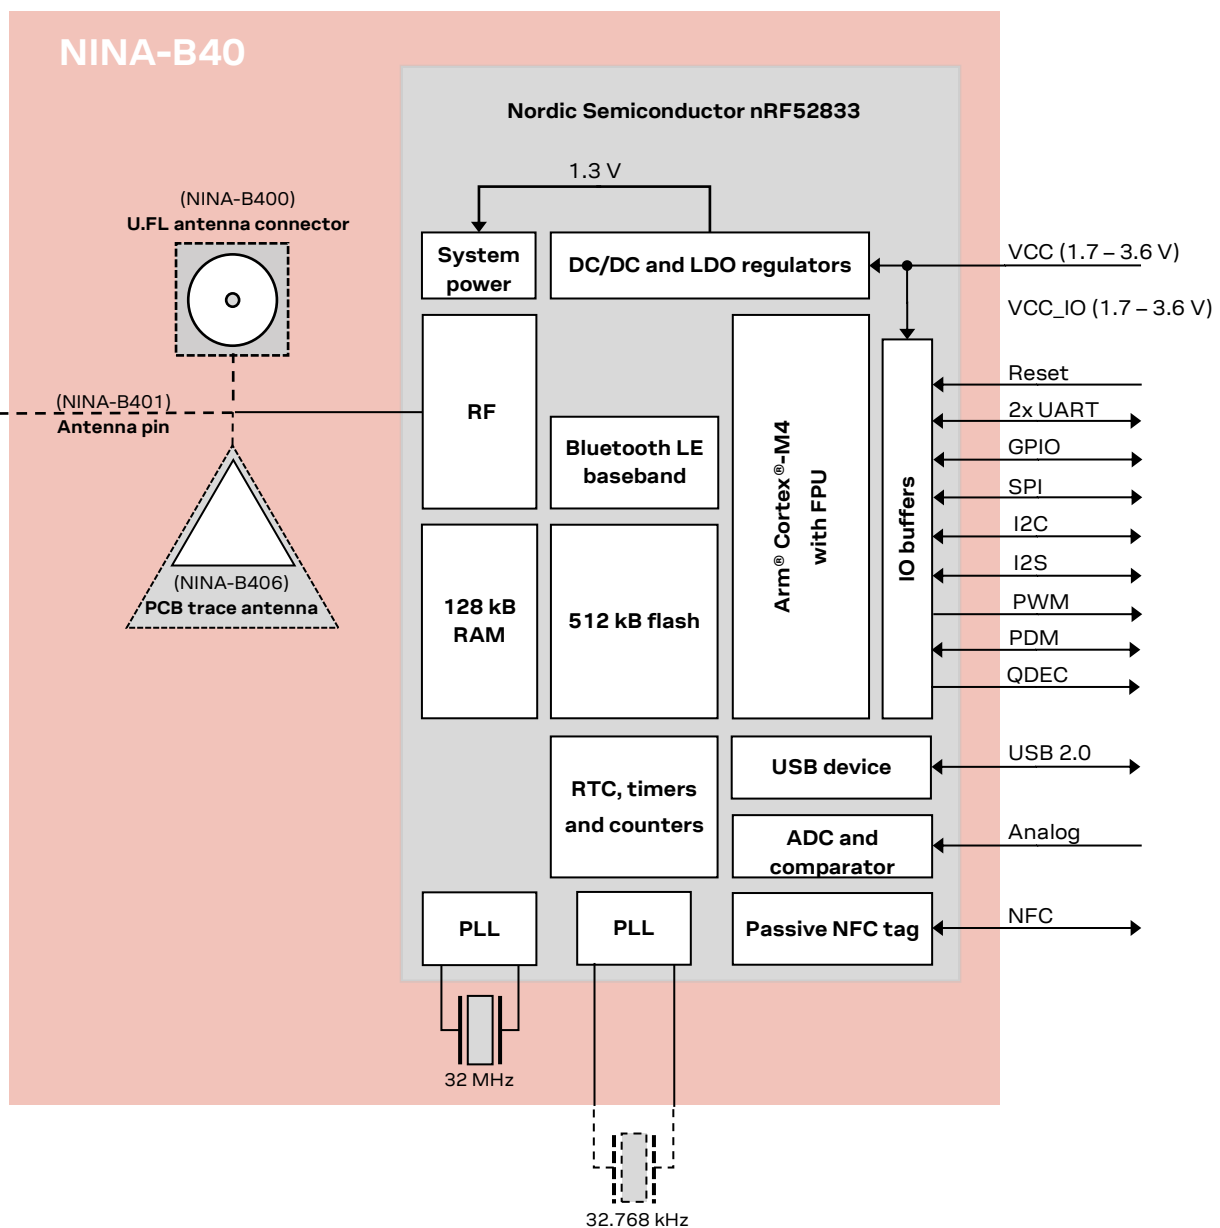 NINA-B40
Nordic Semiconductor nRF52833
1.3 V
(NINA-B400)
U.FL antenna connector
System
power
DC/DC and LDO regulators
VCC (1.7 – 3.6 V)
VCC_IO (1.7 – 3.6 V)
(NINA-B401)
Antenna pin
RF
Bluetooth LE
baseband
Arm® Cortex®-M4
with FPU
IO buffers
Reset
2x UART
GPIO
SPI
I2C
I2S
PWM
PDM
QDEC
(NINA-B406)
PCB trace antenna
128 kB
RAM
512 kB flash
RTC, timers
and counters
USB device
USB 2.0
ADC and
comparator
Analog
PLL
PLL
Passive NFC tag
NFC
32 MHz
32.768 kHz